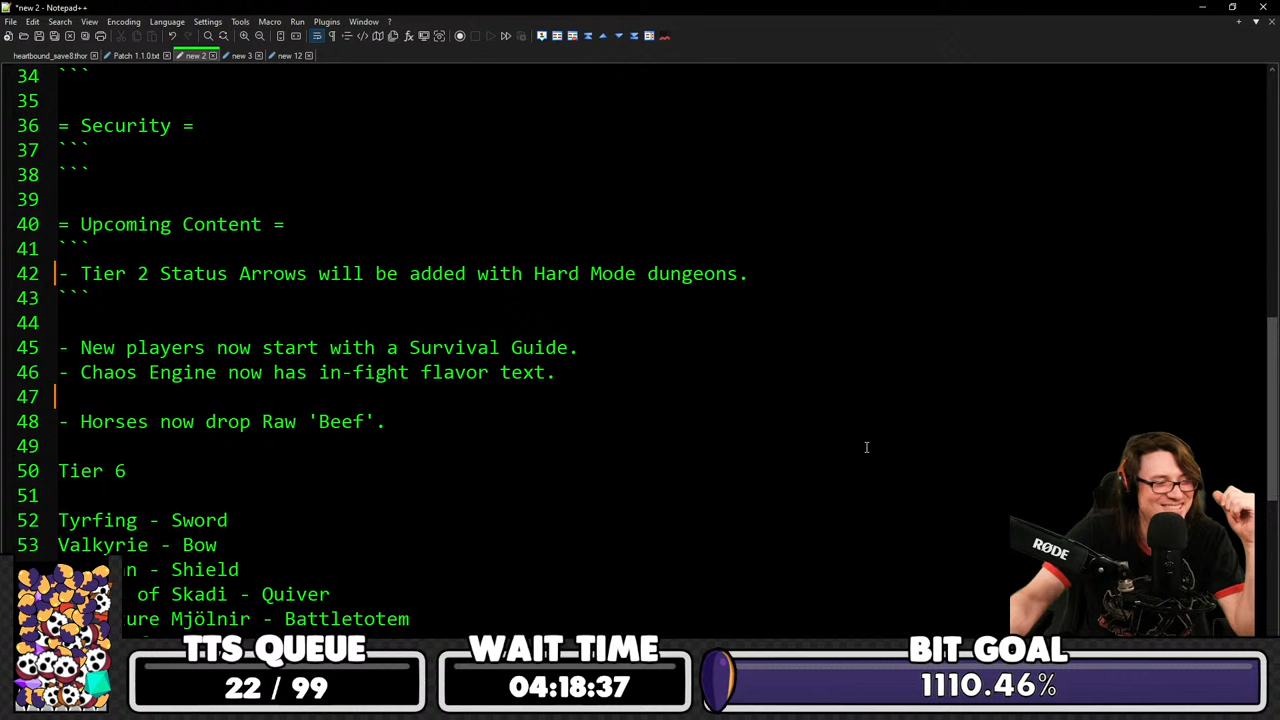 *new 2 - Notepad++
File Edit Search View Encoding Language Settings Tools Macro Run Plugins Window ?
heartbound_save8.thor Patch 1.1.0.txt new 2 new 3 new 12
34 ```
35
36 = Security =
37 ```
38 ```
39
40 = Upcoming Content =
41 ```
42 - Tier 2 Status Arrows will be added with Hard Mode dungeons.
43 ```
44
45 - New players now start with a Survival Guide.
46 - Chaos Engine now has in-fight flavor text.
47
48 - Horses now drop Raw 'Beef'.
49
50 Tier 6
51
52 Tyrfing - Sword
53 Valkyrie - Bow
n - Shield
of Skadi - Quiver
ure Mjölnir - Battletotem
RØDE
TTS QUEUE WAIT TIME BIT GOAL
22 / 99 04:18:37 1110.46%